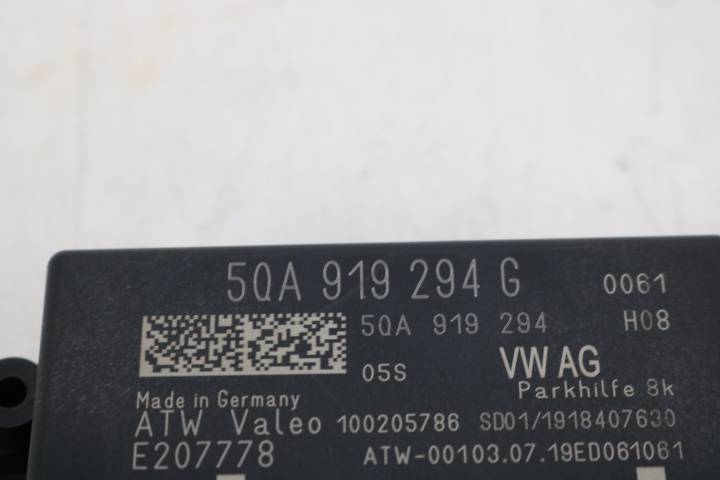 5QA 919 294 G 0061
5QA 919 294 H08
05S VW AG
Parkhilfe 8k
Made in Germany
ATW Valeo 100205786 SD01/1918407630
E207778 ATW-00103.07.19ED061061